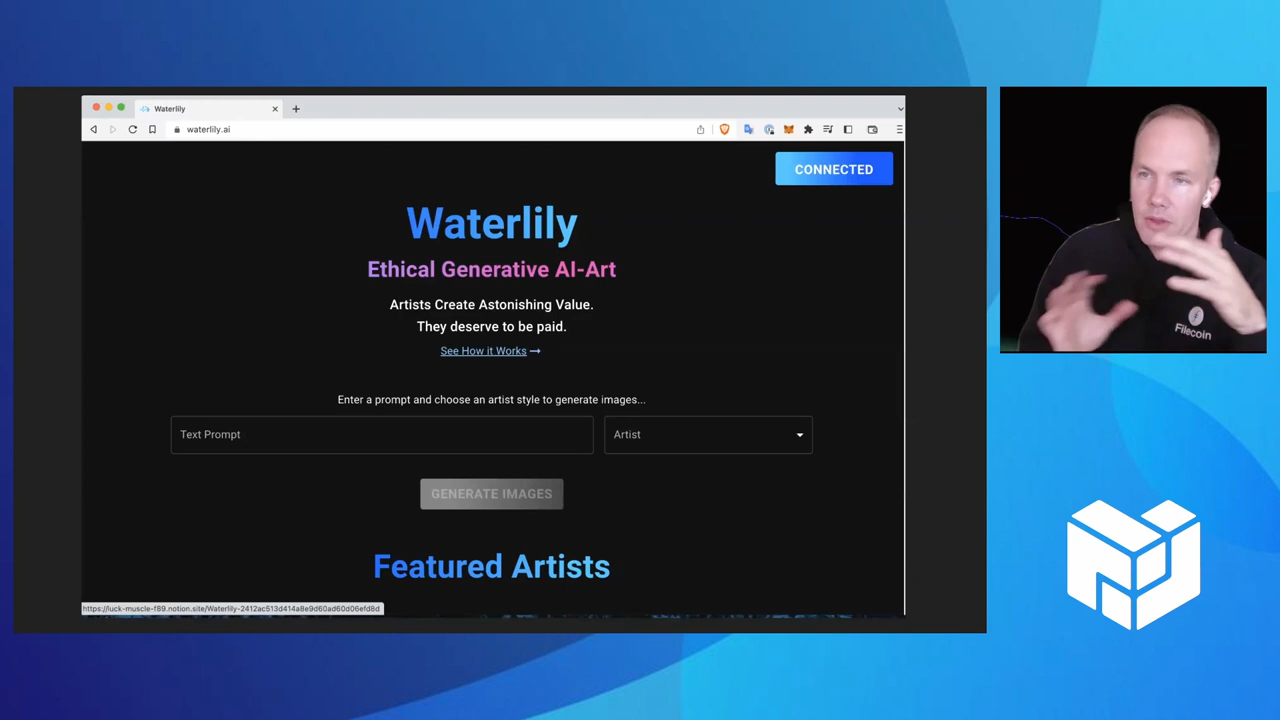 Waterlily
waterlily.ai
CONNECTED
Waterlily
Ethical Generative AI-Art
Artists Create Astonishing Value.
They deserve to be paid.
See How it Works →
Enter a prompt and choose an artist style to generate images...
Text Prompt
Artist
GENERATE IMAGES
Featured Artists
https://luck-muscle-f89.notion.site/Waterlily-2412ac513d414a8e9d60ad60d06efd8d
Filecoin